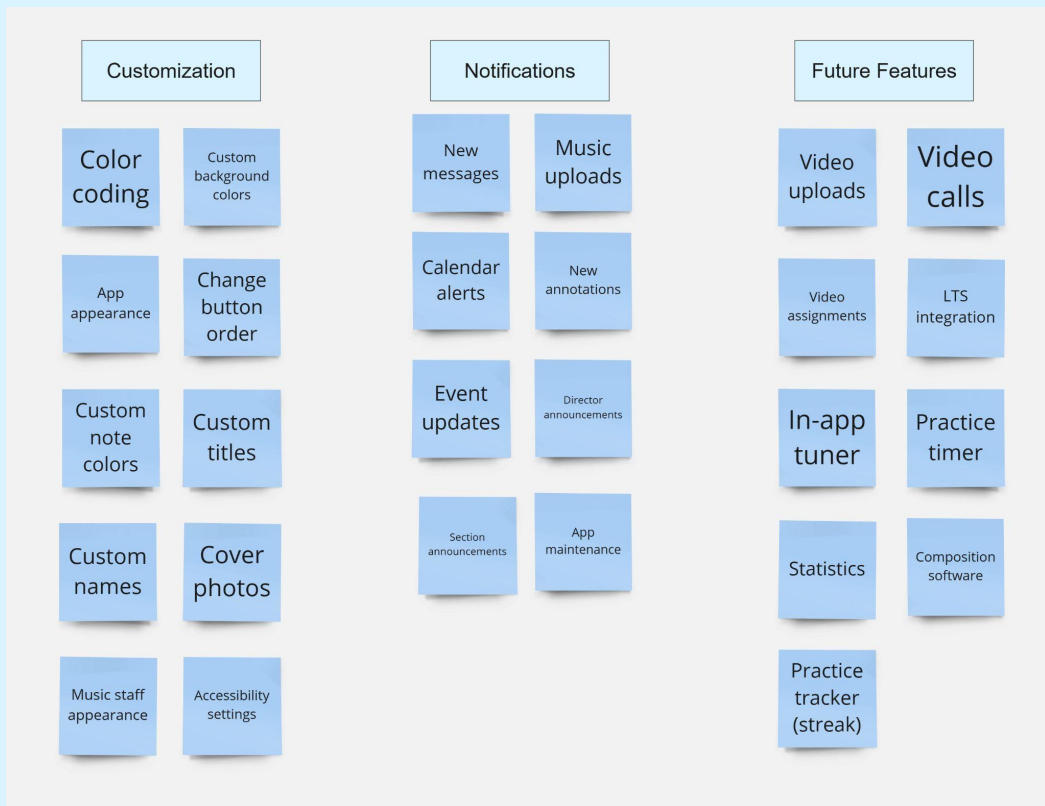 Customization
Color
coding
Custom
background
colors
App
appearance
Change
button
order
Custom
note
colors
Custom
titles
Custom
names
Cover
photos
Music staff
appearance
Accessibility
settings
Notifications
New
messages
Music
uploads
Calendar
alerts
New
annotations
Event
updates
Director
announcements
Section
announcements
App
maintenance
Future Features
Video
uploads
Video
calls
Video
assignments
LTS
integration
In-app
tuner
Practice
timer
Statistics
Composition
software
Practice
tracker
(streak)